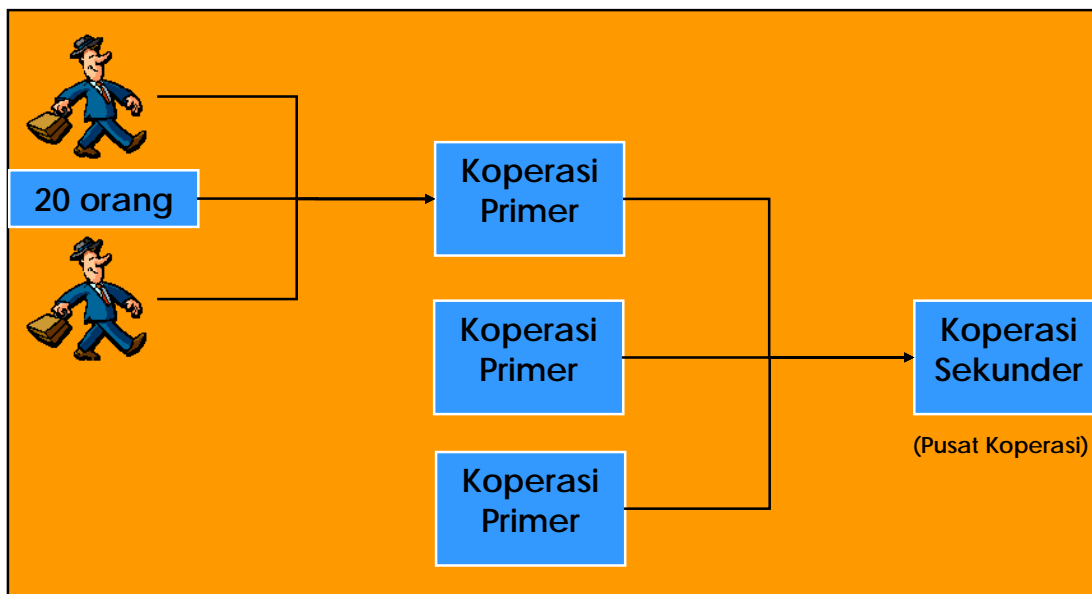 20 orang
Koperasi
Primer
Koperasi
Primer
Koperasi
Primer
Koperasi
Sekunder
(Pusat Koperasi)